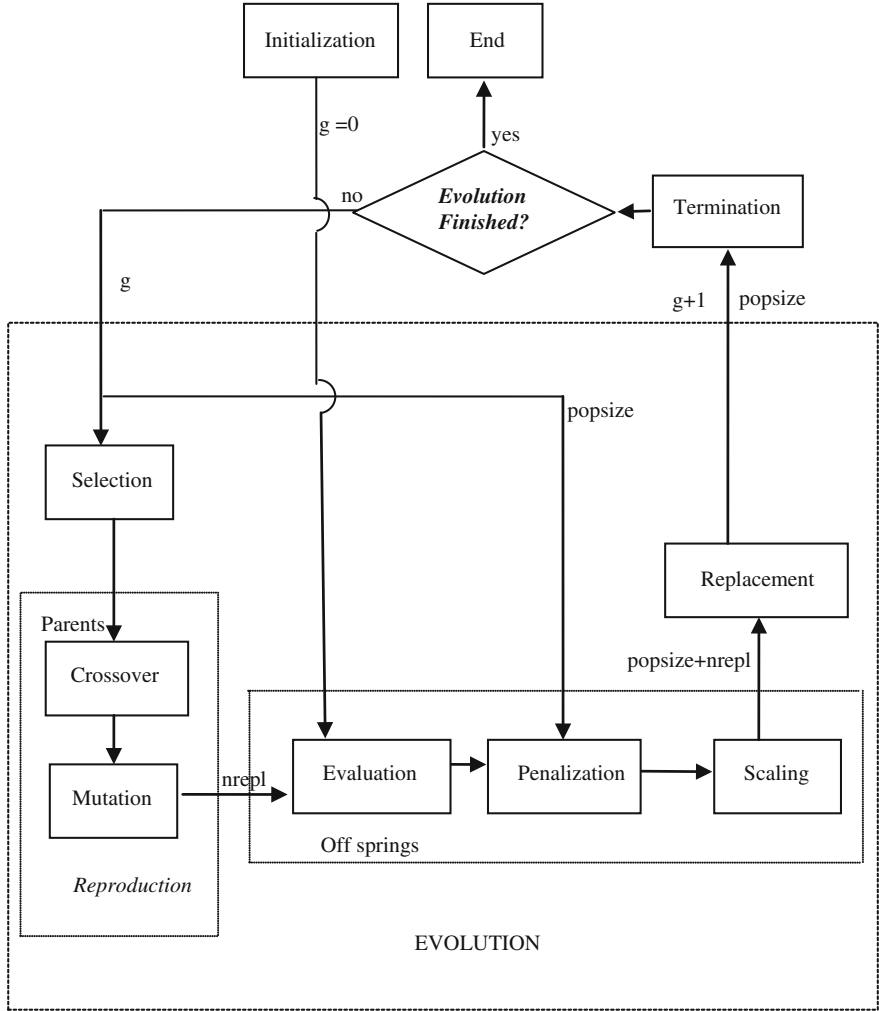 Initialization
End
g =0
yes
no
Evolution
Finished?
Termination
g
g+1
popsize
popsize
Selection
Replacement
Parents
Crossover
popsize+nrepl
Mutation
nrepl
Evaluation
Penalization
Scaling
Off springs
Reproduction
EVOLUTION